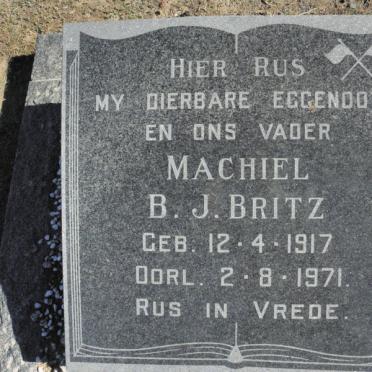 HIER RUS
MY DIERBARE EGGENOO
EN ONS VADER
MACHIEL
B. J. BRITZ
GEB. 12·4·1917
OORL. 2·8·1971.
RUS IN VREDE.